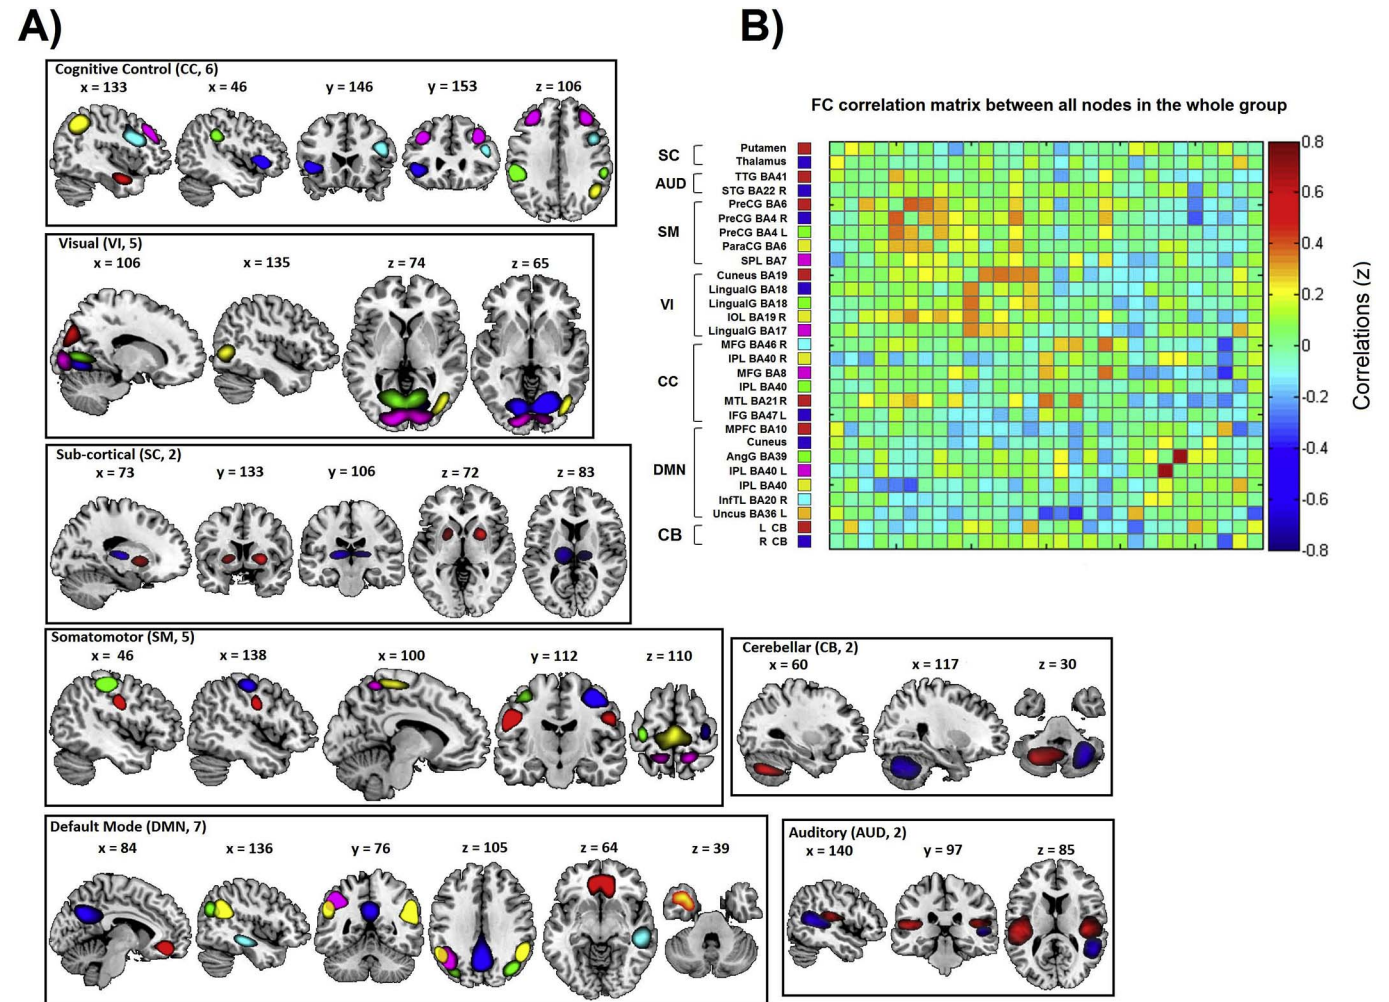 A)
B)
Cognitive Control (CC, 6)
x = 133 x = 46 y = 146 y = 153 z = 106
Visual (VI, 5)
x = 106 x = 135 z = 74 z = 65
Sub-cortical (SC, 2)
x = 73 y = 133 y = 106 z = 72 z = 83
Somatomotor (SM, 5)
x = 46 x = 138 x = 100 y = 112 z = 110
Default Mode (DMN, 7)
x = 84 x = 136 y = 76 z = 105 z = 64 z = 39
FC correlation matrix between all nodes in the whole group
SC
AUD
SM
VI
CC
DMN
CB
Putamen
Thalamus
TTG BA41
STG BA22 R
PreCG BA6
PreCG BA4 R
PreCG BA4 L
ParaCG BA6
SPL BA7
Cuneus BA19
LingualG BA18
LingualG BA18
IOL BA19 R
LingualG BA17
MFG BA46 R
IPL BA40 R
MFG BA8
IPL BA40
MTL BA21 R
IFG BA47 L
MPFC BA10
Cuneus
AngG BA39
IPL BA40 L
IPL BA40
InfTL BA20 R
Uncus BA36 L
L CB
R CB
0.8
0.6
0.4
0.2
0
-0.2
-0.4
-0.6
-0.8
Correlations (z)
Cerebellar (CB, 2)
x = 60 x = 117 z = 30
Auditory (AUD, 2)
x = 140 y = 97 z = 85